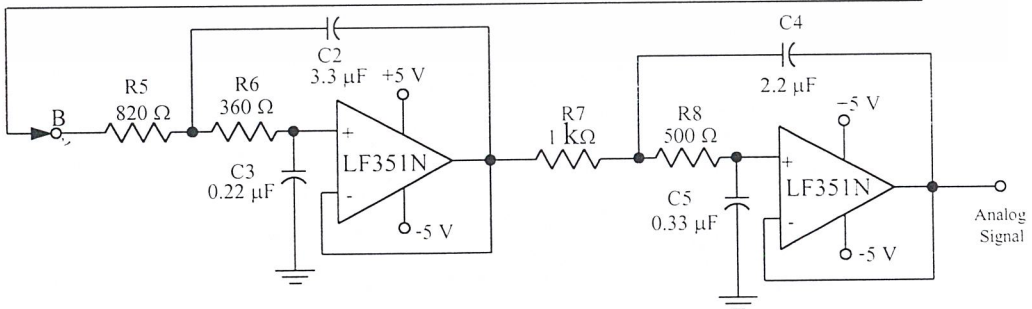 C4
2.2 µF
C2
3.3 µF
+5 V
B
R5
820 Ω
R6
360 Ω
R7
1 kΩ
R8
500 Ω
+5 V
+
LF351N
-
C3
0.22 µF
-5 V
+
LF351N
-
C5
0.33 µF
-5 V
Analog
Signal